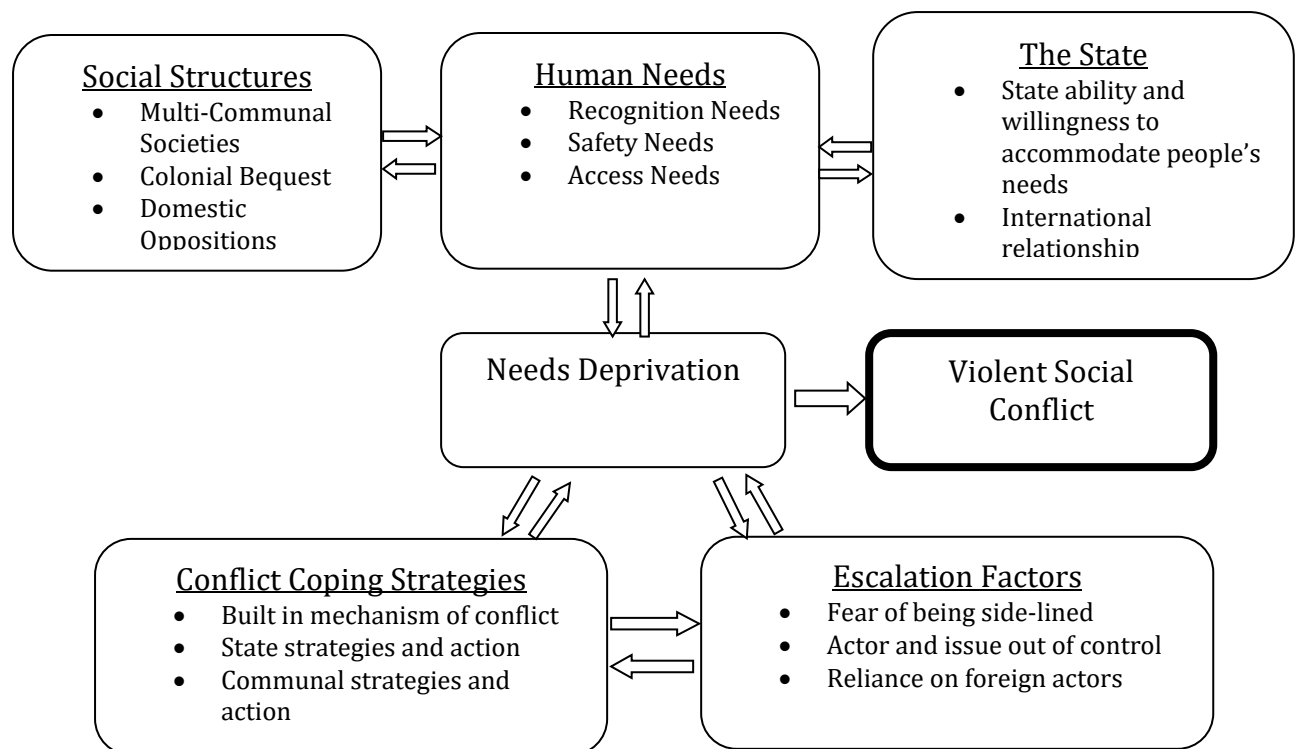 Social Structures
• Multi-Communal
Societies
• Colonial Bequest
• Domestic
Oppositions
Human Needs
• Recognition Needs
• Safety Needs
• Access Needs
The State
• State ability and
willingness to
accommodate people’s
needs
• International
relationship
Needs Deprivation
Violent Social
Conflict
Conflict Coping Strategies
• Built in mechanism of conflict
• State strategies and action
• Communal strategies and
action
Escalation Factors
• Fear of being side-lined
• Actor and issue out of control
• Reliance on foreign actors